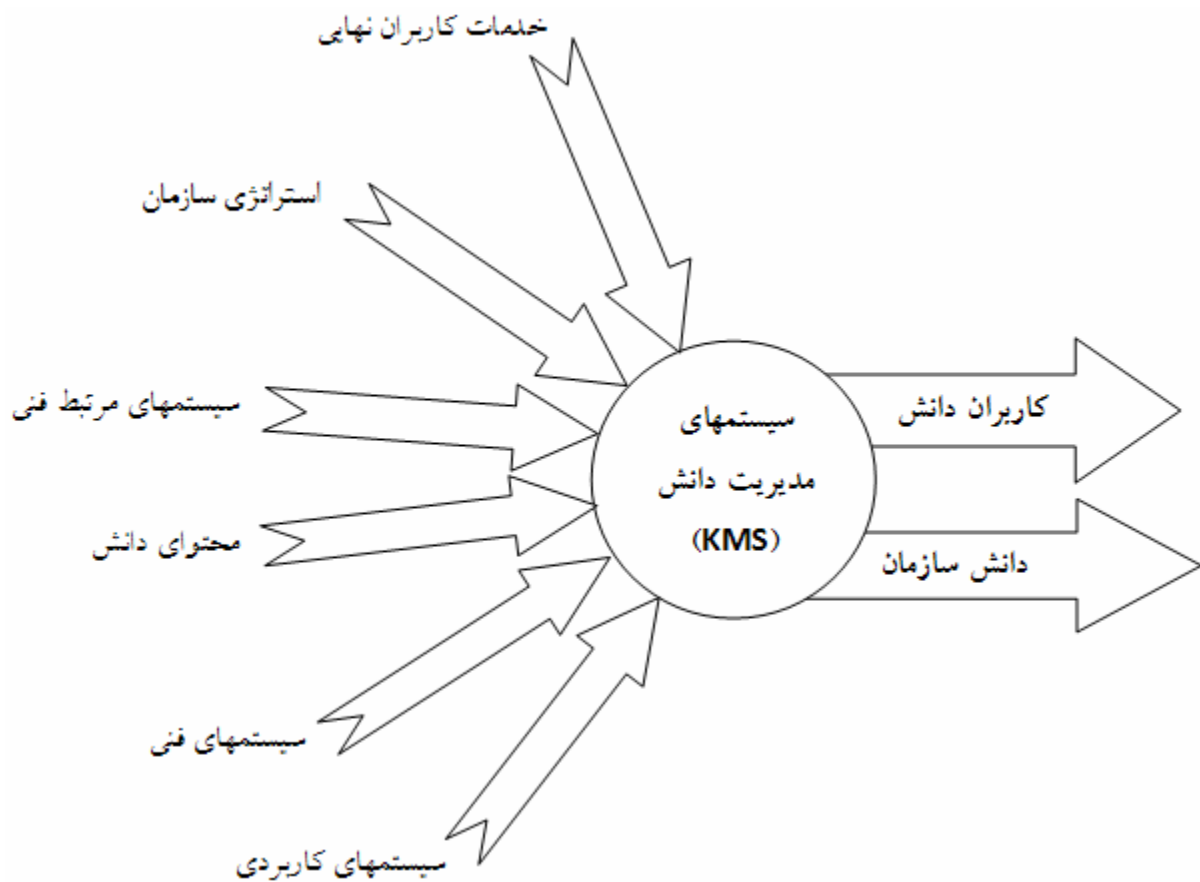 خدمات کاربران نهایی
استراتژی سازمان
سیستمهای مرتبط فنی
محتوای دانش
سیستمهای فنی
سیستمهای کاربردی
سیستمهای
مدیریت دانش
(KMS)
کاربران دانش
دانش سازمان